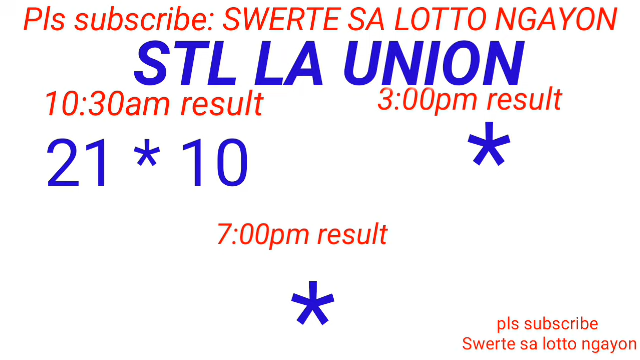 Pls subscribe: SWERTE SA LOTTO NGAYON
STL LA UNION
10:30am result
3:00pm result
21 * 10
*
7:00pm result
*
pls subscribe
Swerte sa lotto ngayon